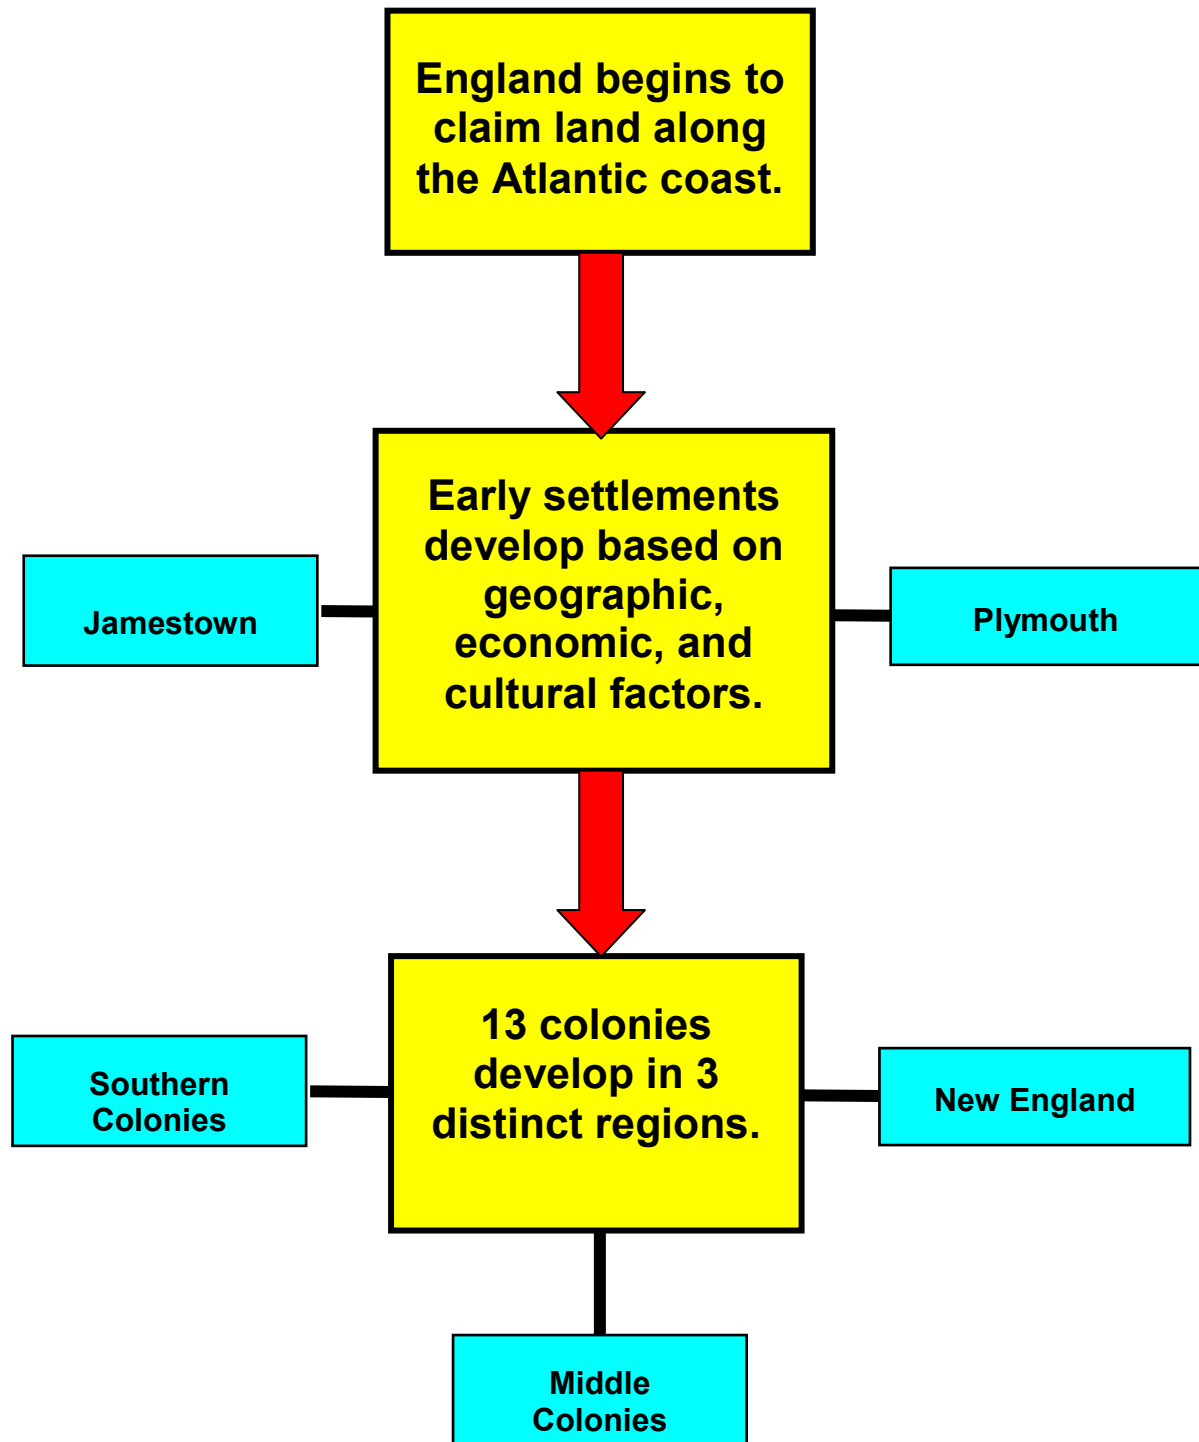 England begins to
claim land along
the Atlantic coast.
Early settlements
develop based on
geographic,
economic, and
cultural factors.
Jamestown
Plymouth
13 colonies
develop in 3
distinct regions.
Southern
Colonies
New England
Middle
Colonies